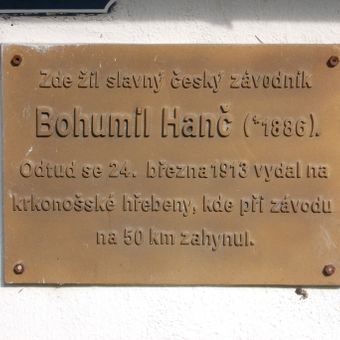 Zde žil slavný český závodník
Bohumil Hanč (*1886).
Odtud se 24. března 1913 vydal na
krkonošské hřebeny, kde při závodu
na 50 km zahynul.